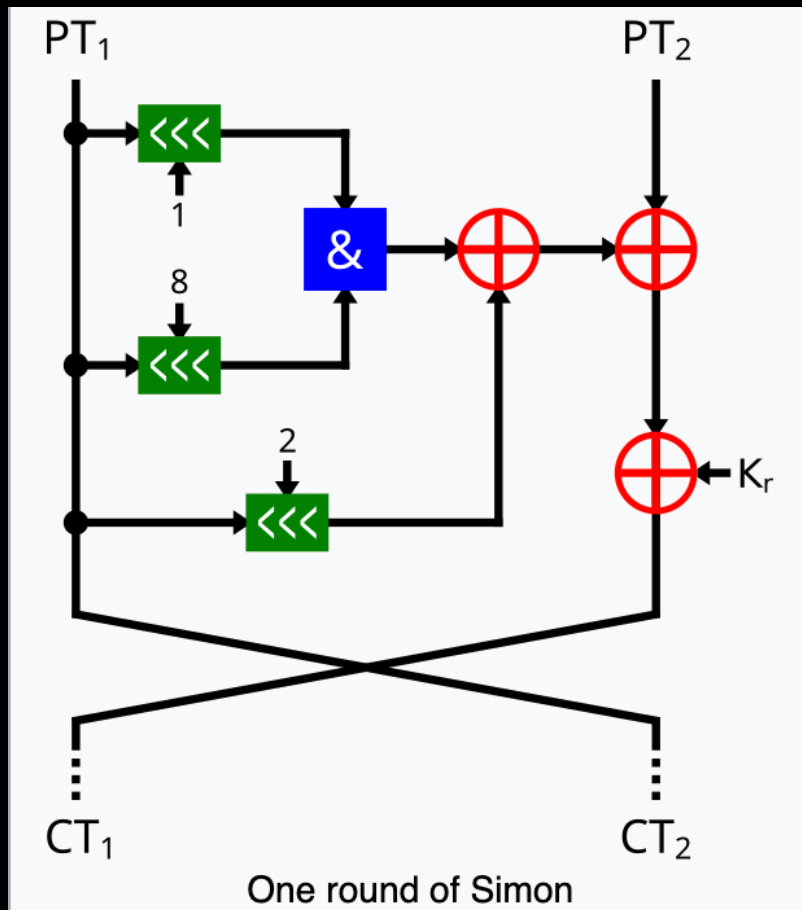 PT₁ PT₂
<<<
1
&
8
<<<
2
<<<
Kᵣ
CT₁ CT₂
One round of Simon